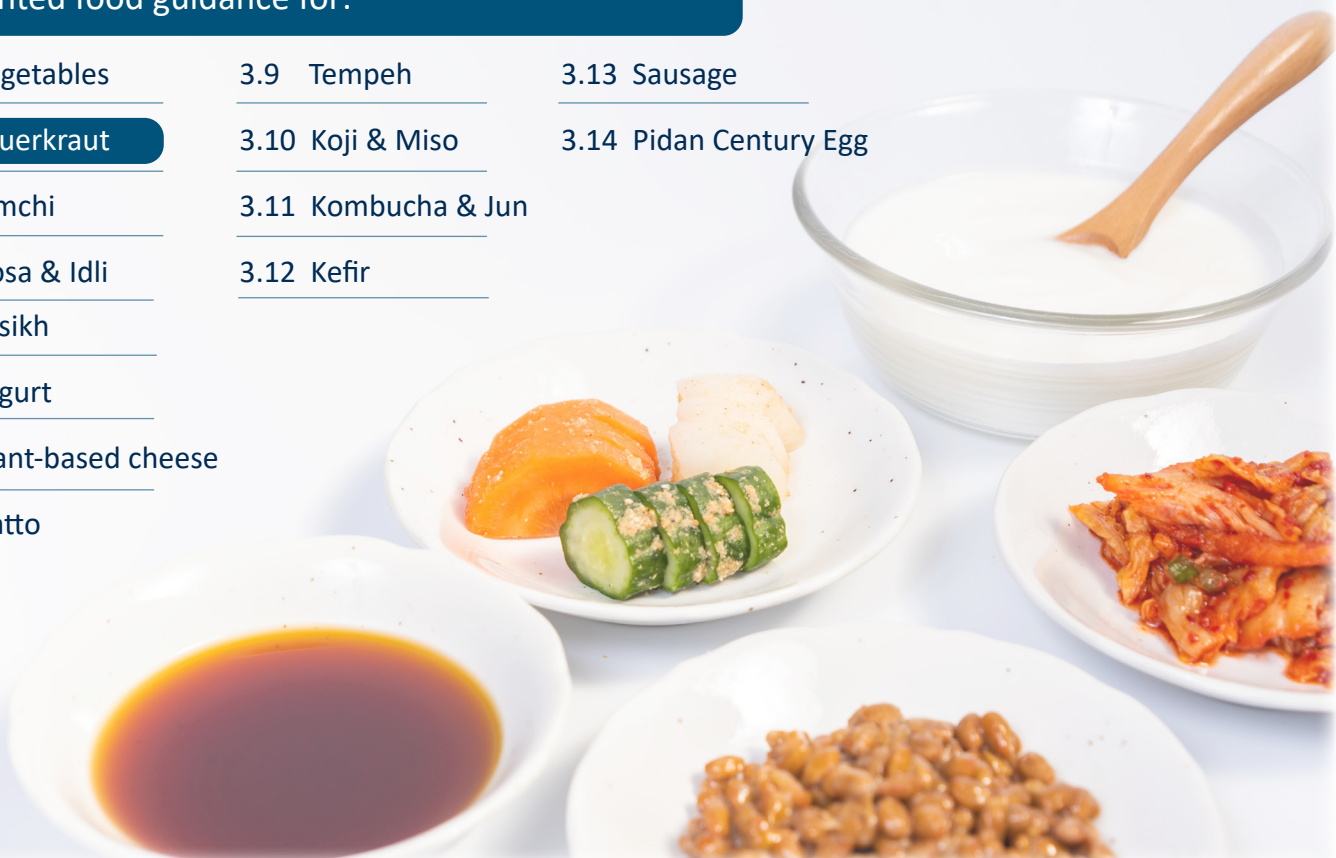 nted food guidance for:
getables
uerkraut
mchi
osa & Idli
sikh
gurt
ant-based cheese
atto
3.9 Tempeh
3.10 Koji & Miso
3.11 Kombucha & Jun
3.12 Kefir
3.13 Sausage
3.14 Pidan Century Egg